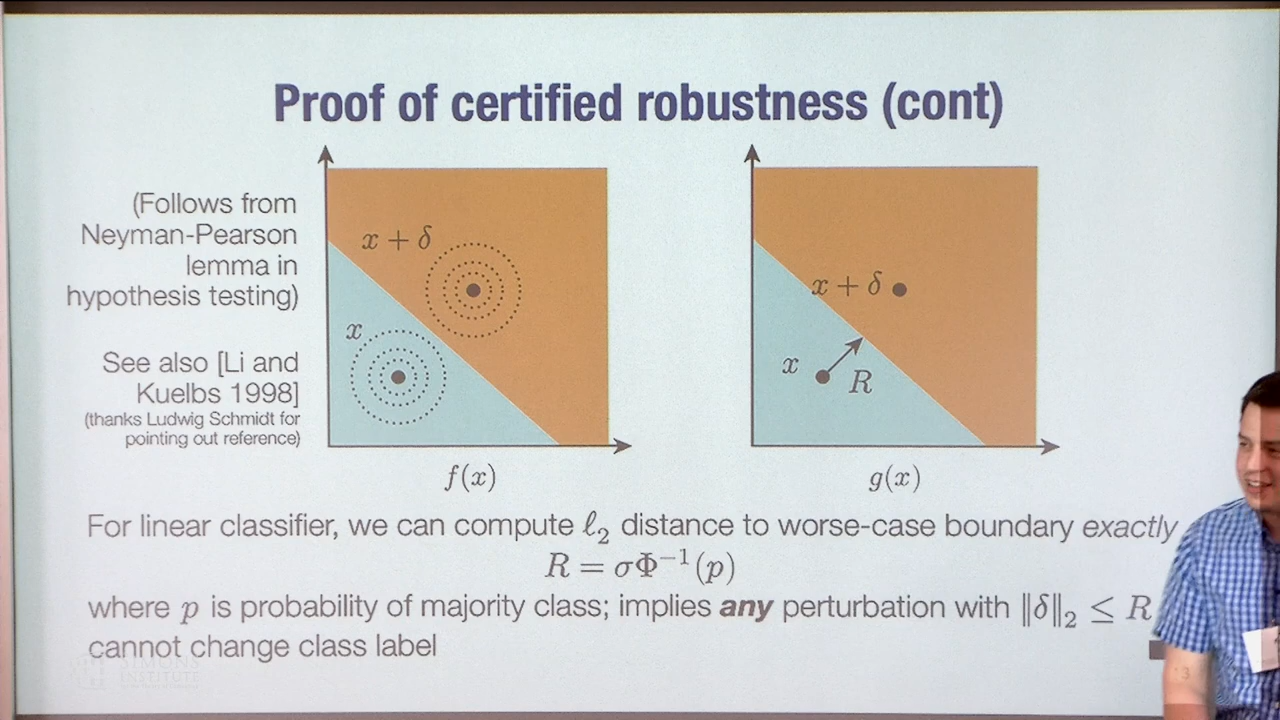 Proof of certified robustness (cont)
(Follows from
Neyman-Pearson
lemma in
hypothesis testing)
See also [Li and
Kuelbs 1998]
(thanks Ludwig Schmidt for
pointing out reference)
x + δ
x
f(x)
x + δ
x
R
g(x)
For linear classifier, we can compute ℓ₂ distance to worse-case boundary exactly
R = σΦ⁻¹(p)
where p is probability of majority class; implies any perturbation with ‖δ‖₂ ≤ R
cannot change class label
SIMONS
INSTITUTE